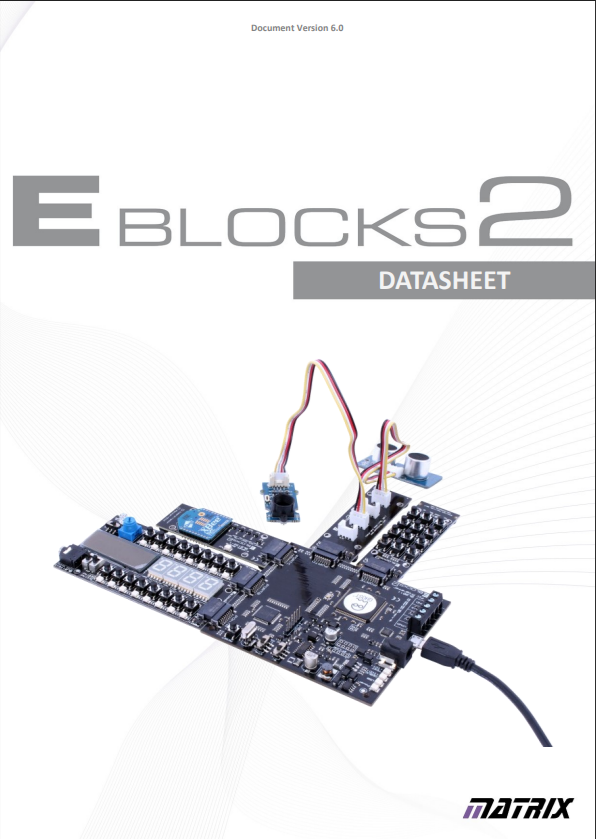 Document Version 6.0
E BLOCKS 2
DATASHEET
MATRIX